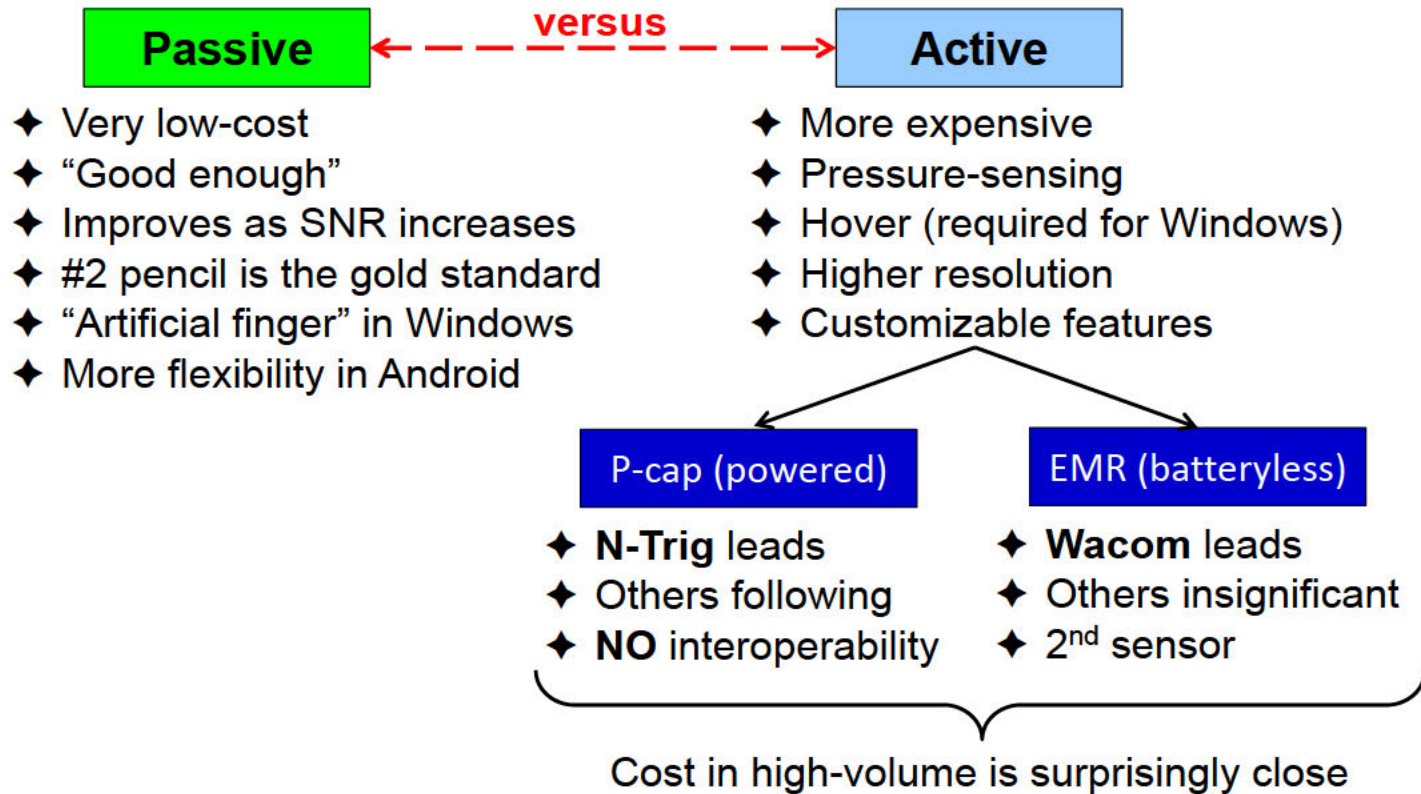 Passive
versus
Active
✦ Very low-cost
✦ “Good enough”
✦ Improves as SNR increases
✦ #2 pencil is the gold standard
✦ “Artificial finger” in Windows
✦ More flexibility in Android
✦ More expensive
✦ Pressure-sensing
✦ Hover (required for Windows)
✦ Higher resolution
✦ Customizable features
P-cap (powered)
✦ N-Trig leads
✦ Others following
✦ NO interoperability
EMR (batteryless)
✦ Wacom leads
✦ Others insignificant
✦ 2nd sensor
Cost in high-volume is surprisingly close